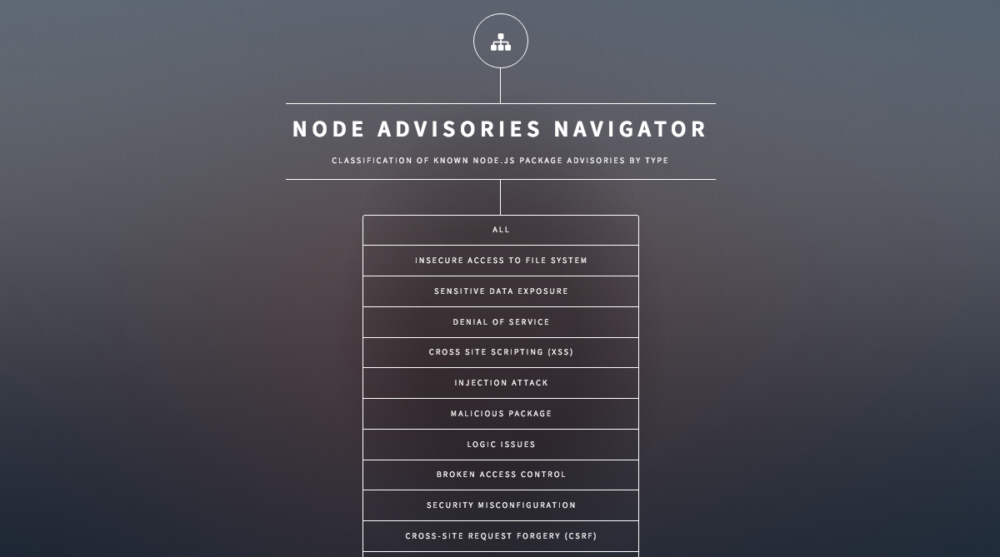 NODE ADVISORIES NAVIGATOR
CLASSIFICATION OF KNOWN NODE.JS PACKAGE ADVISORIES BY TYPE
ALL
INSECURE ACCESS TO FILE SYSTEM
SENSITIVE DATA EXPOSURE
DENIAL OF SERVICE
CROSS SITE SCRIPTING (XSS)
INJECTION ATTACK
MALICIOUS PACKAGE
LOGIC ISSUES
BROKEN ACCESS CONTROL
SECURITY MISCONFIGURATION
CROSS-SITE REQUEST FORGERY (CSRF)